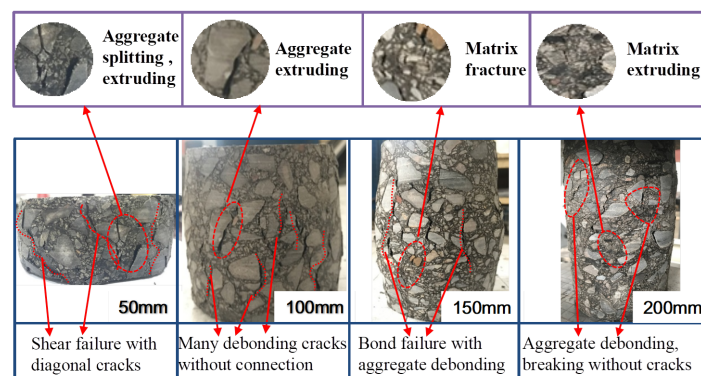 Aggregate
splitting ,
extruding
Aggregate
extruding
Matrix
fracture
Matrix
extruding
50mm
100mm
150mm
200mm
Shear failure with
diagonal cracks
Many debonding cracks
without connection
Bond failure with
aggregate debonding
Aggregate debonding,
breaking without cracks